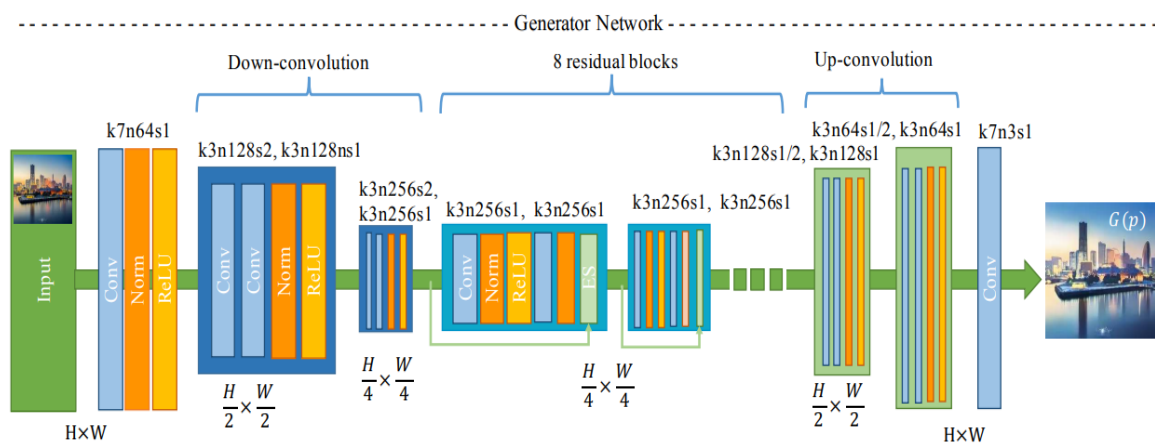 Generator Network
Down-convolution
8 residual blocks
Up-convolution
k7n64s1
k3n128s2, k3n128ns1
k3n256s2,
k3n256s1
k3n256s1, k3n256s1
k3n256s1, k3n256s1
k3n128s1/2, k3n128s1
k3n64s1/2, k3n64s1
k7n3s1
Input
Conv
Norm
ReLU
Conv
Conv
Norm
ReLU
Conv
Norm
ReLU
ES
Conv
G(p)
H×W
H/2 × W/2
H/4 × W/4
H/4 × W/4
H/2 × W/2
H×W